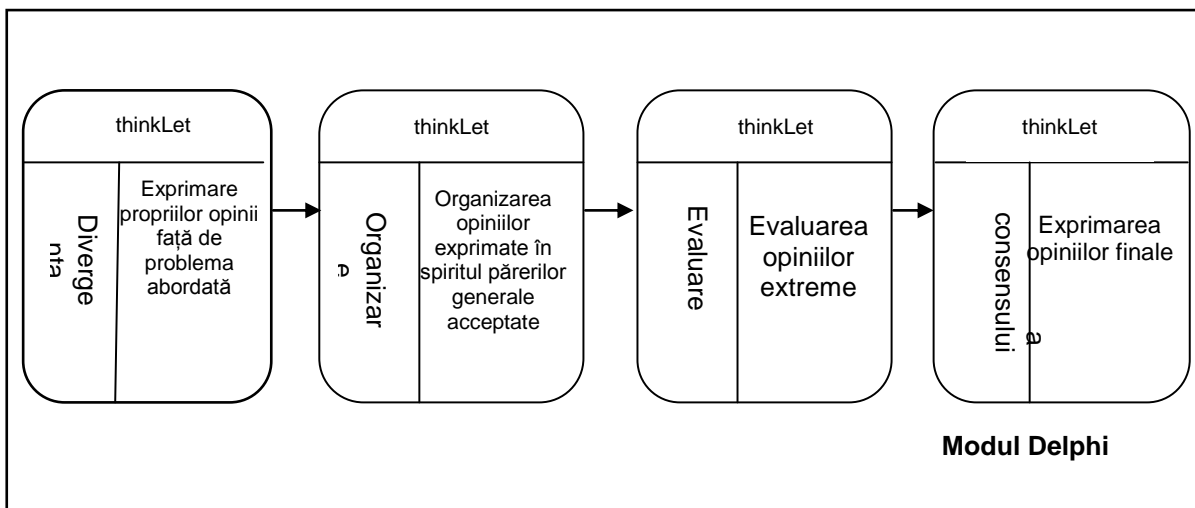 thinkLet
Diverge
nta
Exprimare
propriilor opinii
față de
problema
abordată
thinkLet
Organizar
e
Organizarea
opiniilor
exprimate în
spiritul părerilor
generale
acceptate
thinkLet
Evaluare
Evaluarea
opiniilor
extreme
thinkLet
a
consensului
Exprimarea
opiniilor finale
Modul Delphi